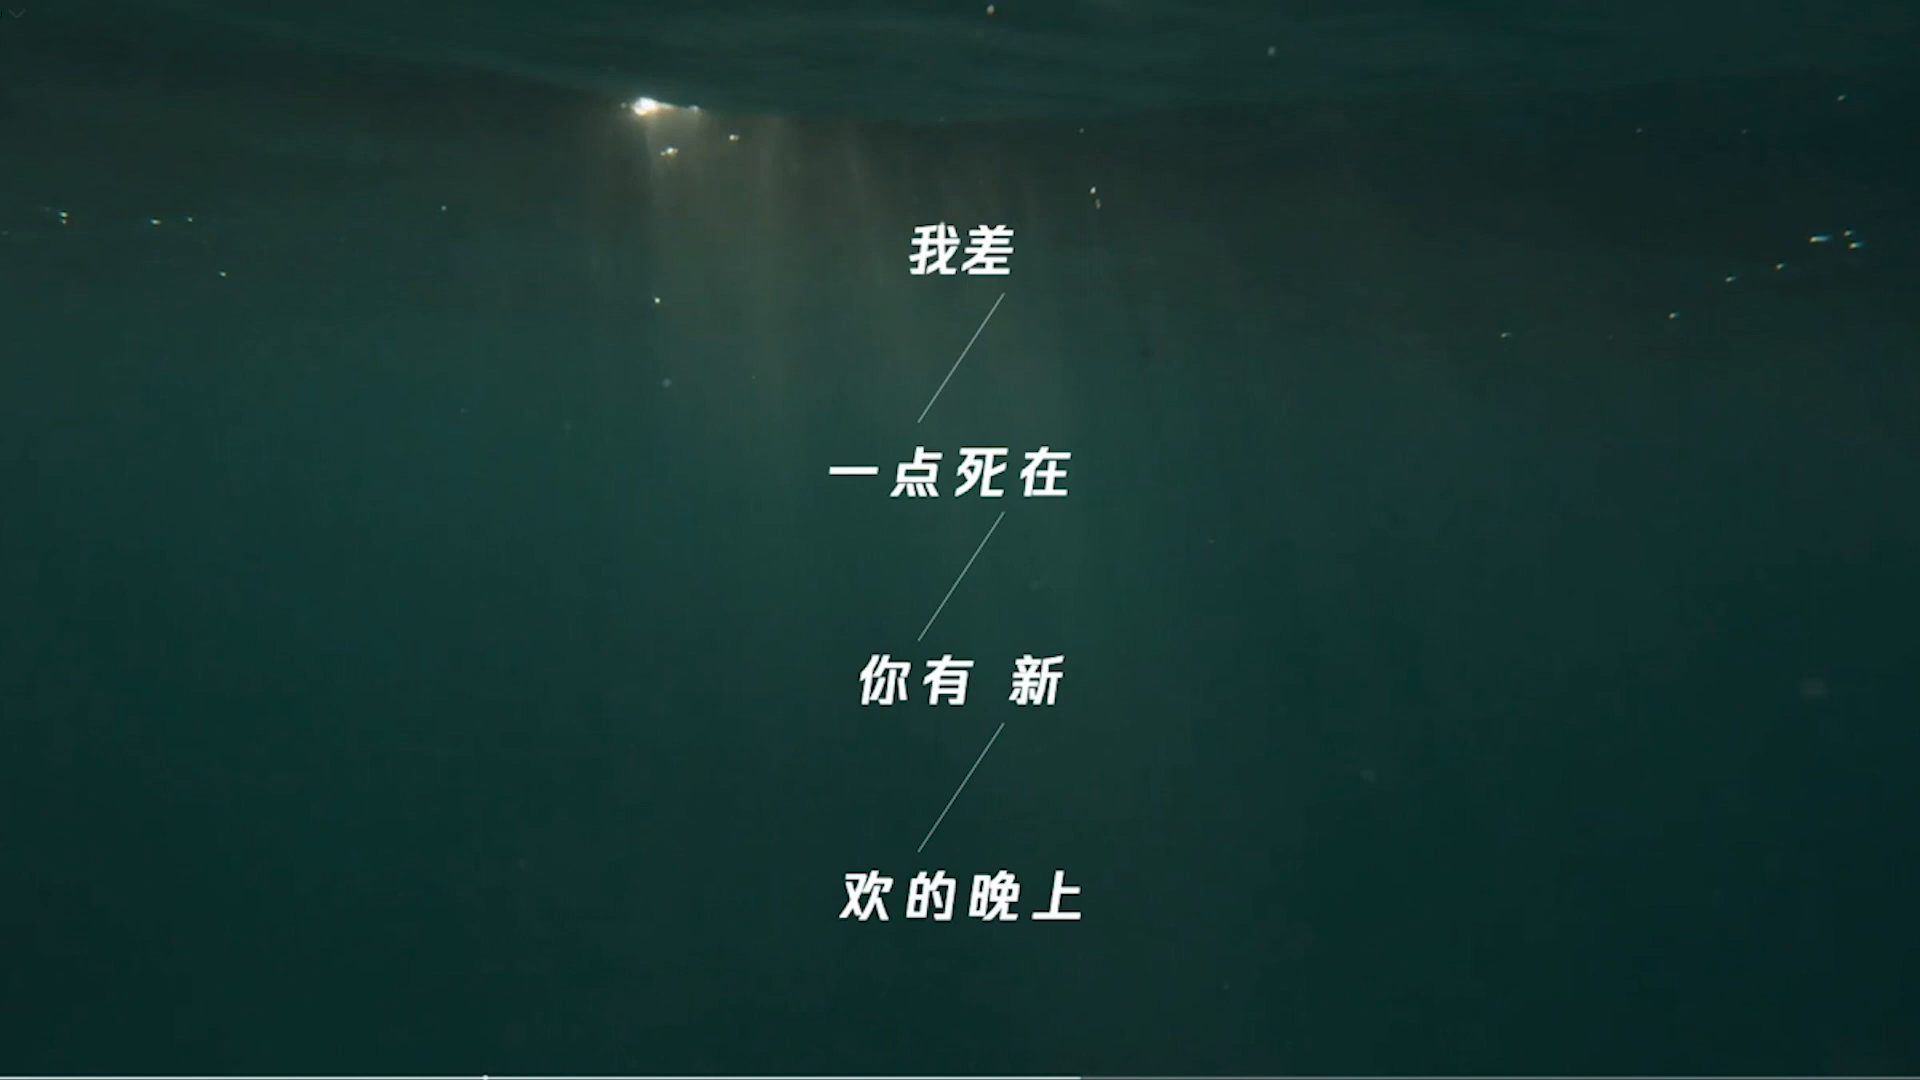 我差
一点死在
你有 新
欢的晚上